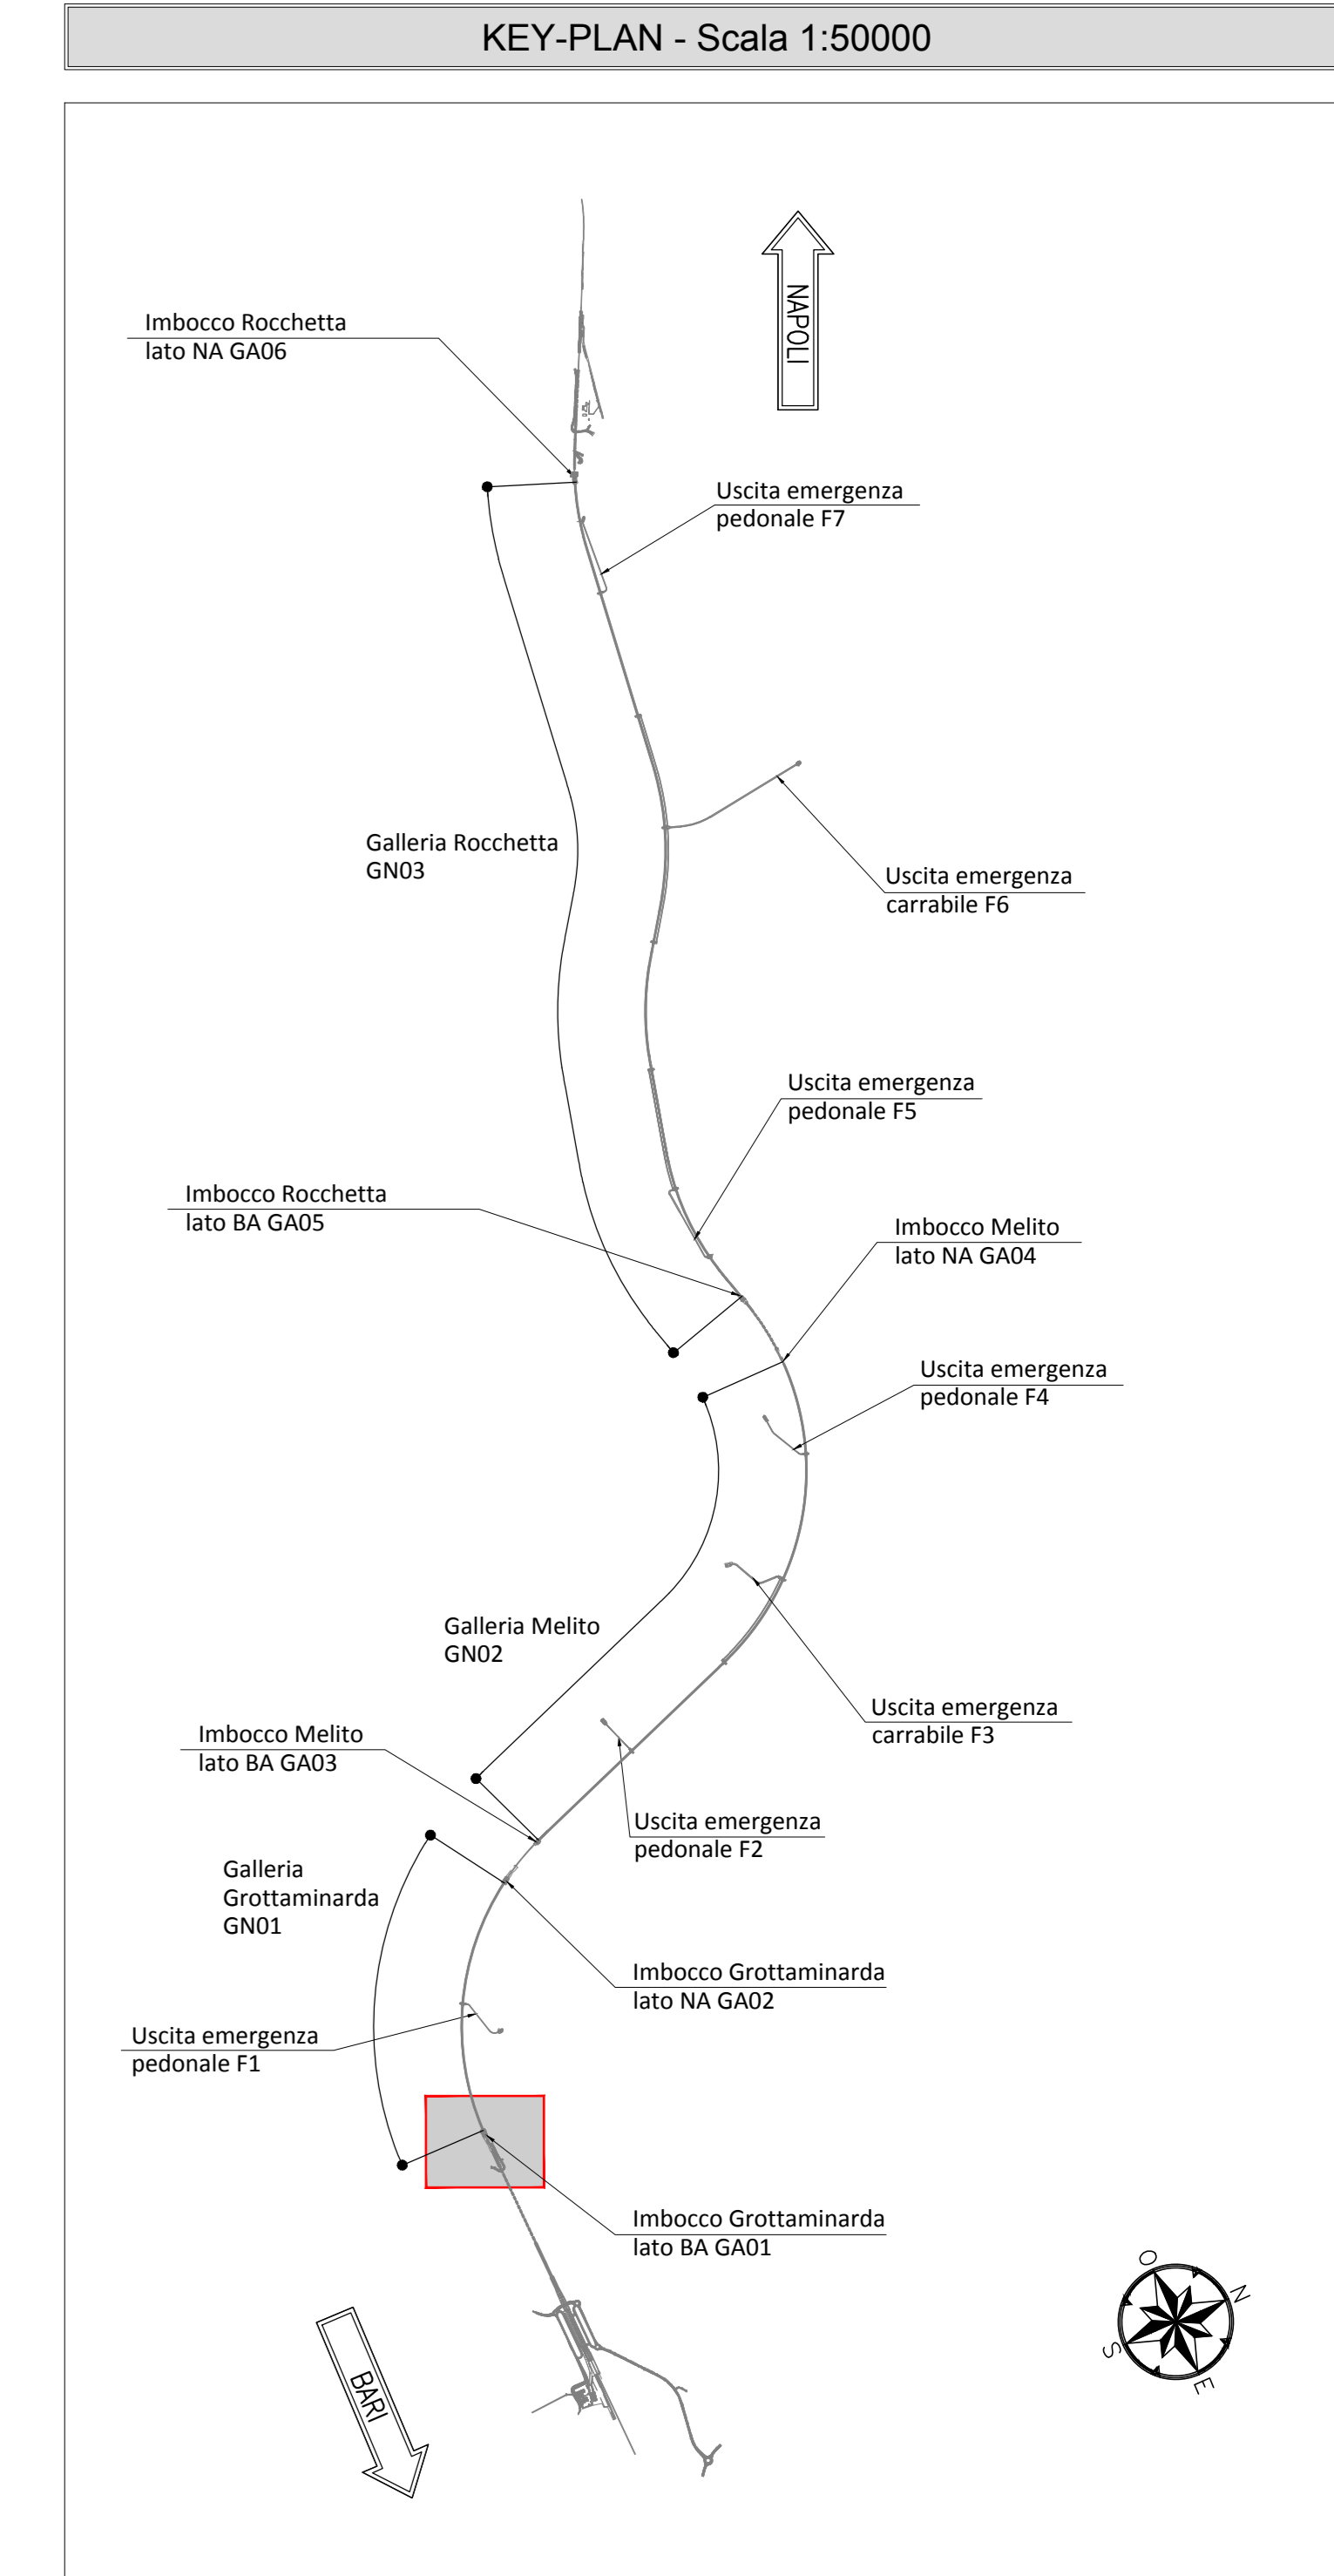 KEY-PLAN - Scala 1:50000
NAPOLI
Imbocco Rocchetta
lato NA GA06
Uscita emergenza
pedonale F7
Galleria Rocchetta
GN03
Uscita emergenza
carrabile F6
Uscita emergenza
pedonale F5
Imbocco Rocchetta
lato BA GA05
Imbocco Melito
lato NA GA04
Uscita emergenza
pedonale F4
Galleria Melito
GN02
Uscita emergenza
carrabile F3
Imbocco Melito
lato BA GA03
Uscita emergenza
pedonale F2
Galleria
Grottaminarda
GN01
Imbocco Grottaminarda
lato NA GA02
Uscita emergenza
pedonale F1
Imbocco Grottaminarda
lato BA GA01
BARI
O
N
S
E